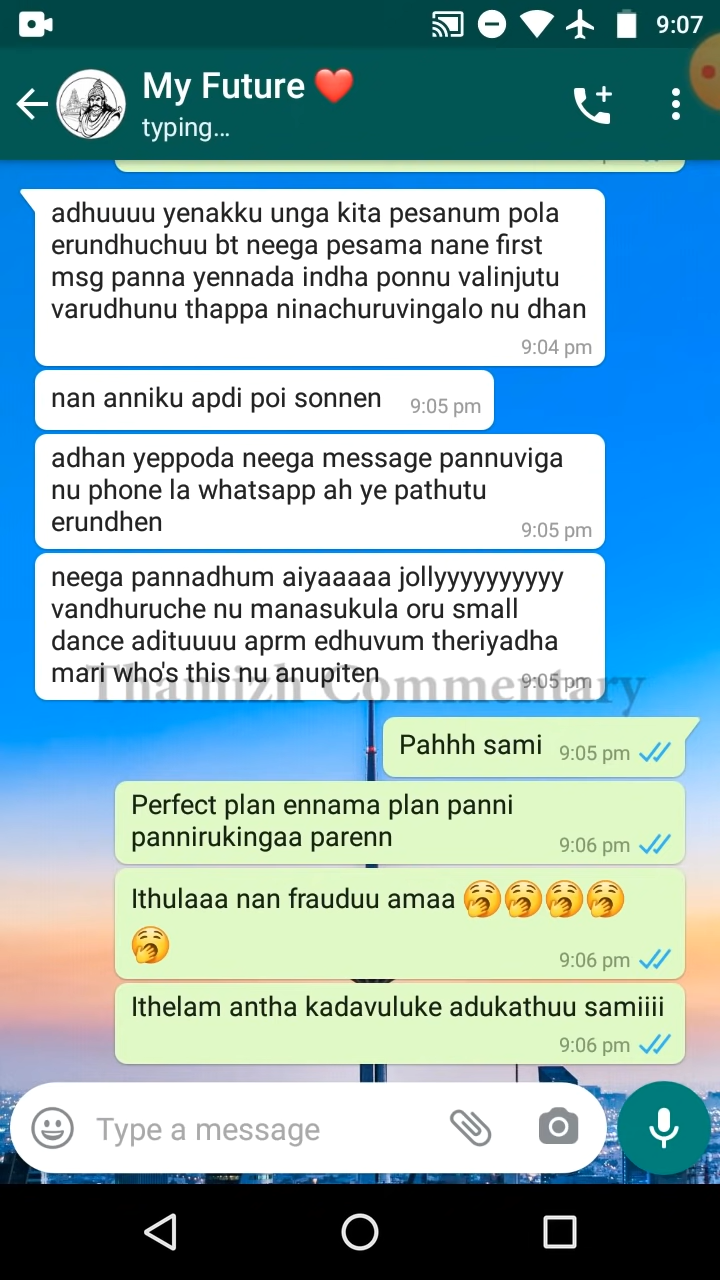 9:07
My Future ❤️
typing...
adhuuuu yenakku unga kita pesanum pola
erundhuchuu bt neega pesama nane first
msg panna yennada indha ponnu valinjutu
varudhunu thappa ninachuruvingalo nu dhan
9:04 pm
nan anniku apdi poi sonnen 9:05 pm
adhan yeppoda neega message pannuviga
nu phone la whatsapp ah ye pathutu
erundhen 9:05 pm
neega pannadhum aiyaaaaa jollyyyyyyyyyy
vandhuruche nu manasukula oru small
dance adituuuu aprm edhuvum theriyadha
mari who's this nu anupiten 9:05 pm
Thamizh Commentary
Pahhh sami 9:05 pm
Perfect plan ennama plan panni
pannirukingaa parenn 9:06 pm
Ithulaaa nan frauduu amaa 🥱🥱🥱🥱
🥱 9:06 pm
Ithelam antha kadavuluke adukathuu samiiii
9:06 pm
Type a message